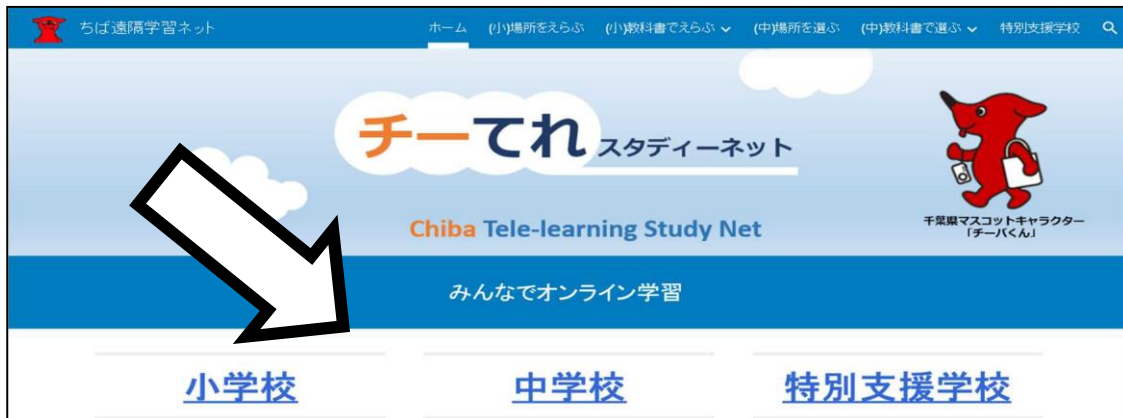 ちば遠隔学習ネット
ホーム (小)場所をえらぶ (小)教科書でえらぶ (中)場所を選ぶ (中)教科書で選ぶ 特別支援学校
チーてれ スタディーネット
Chiba Tele-learning Study Net
千葉県マスコットキャラクター
「チーバくん」
みんなでオンライン学習
小学校 中学校 特別支援学校